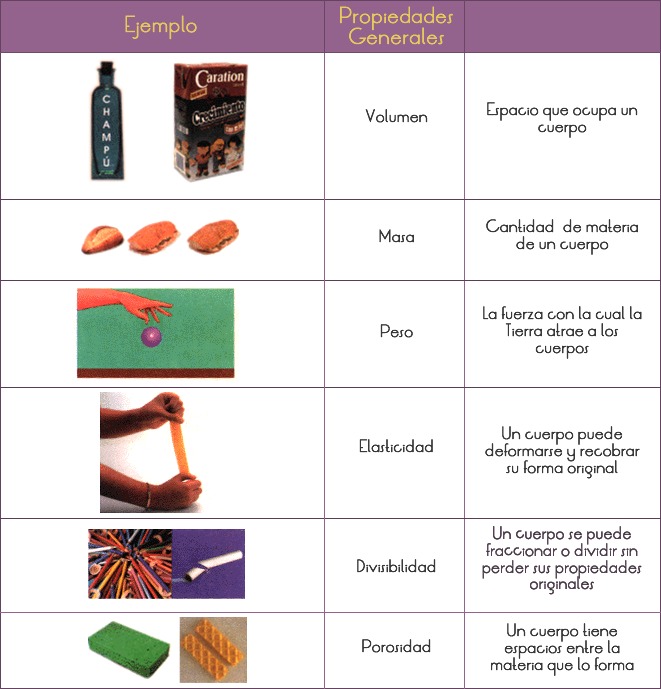 Ejemplo
Propiedades
Generales
CHAMPÚ
Caration
Crecimiento
Volumen
Espacio que ocupa un
cuerpo
Masa
Cantidad de materia
de un cuerpo
Peso
La fuerza con la cual la
Tierra atrae a los
cuerpos
Elasticidad
Un cuerpo puede
deformarse y recobrar
su forma original
Divisibilidad
Un cuerpo se puede
fraccionar o dividir sin
perder sus propiedades
originales
Porosidad
Un cuerpo tiene
espacios entre la
materia que lo forma